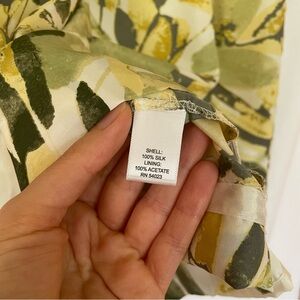 SHELL:
100% SILK
LINING:
100% ACETATE
RN 54023